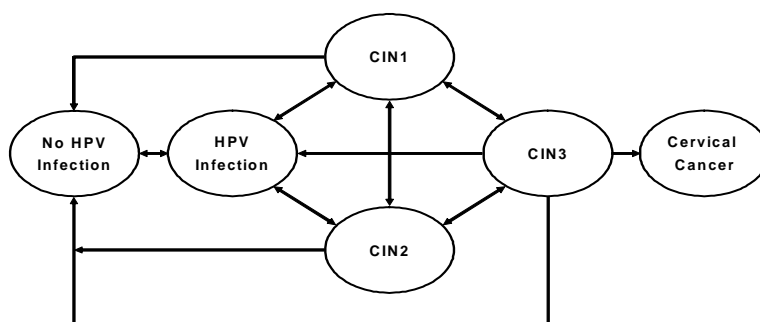 CIN1
No HPV
Infection
HPV
Infection
CIN3
Cervical
Cancer
CIN2